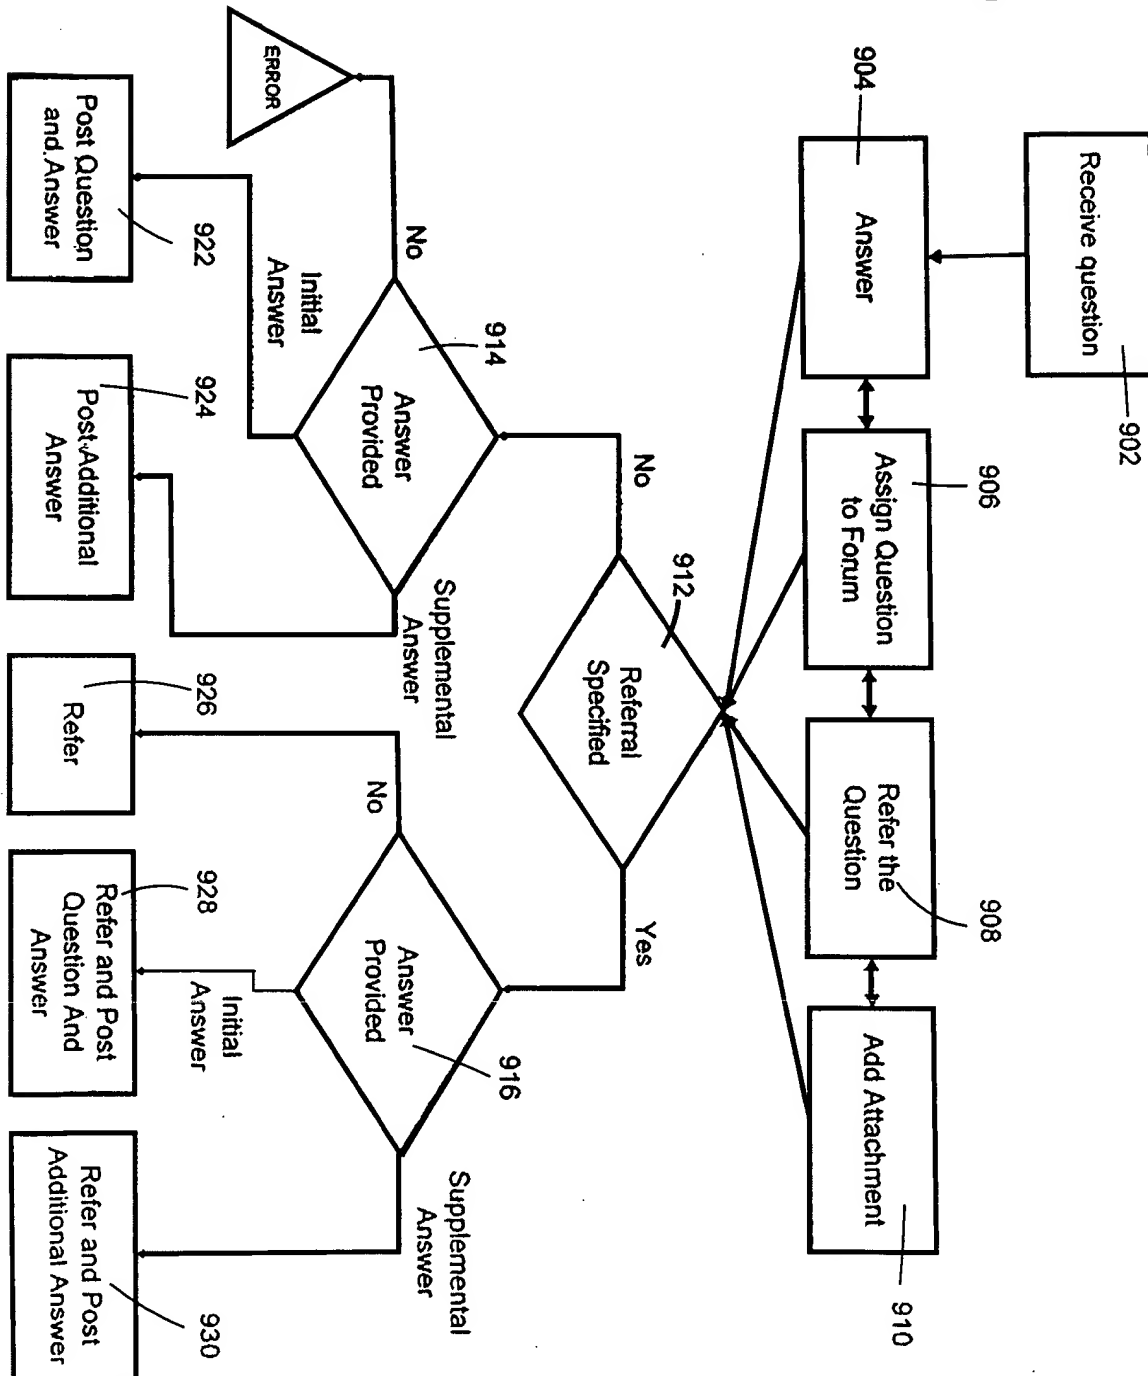 Receive question
902
904
Answer
906
Assign Question
to Forum
908
Refer the
Question
910
Add Attachment
912
Referral
Specified
No
Yes
914
Answer
Provided
No
Initial
Answer
Supplemental
Answer
916
Answer
Provided
No
Initial
Answer
Supplemental
Answer
ERROR
922
Post Question
and Answer
924
Post Additional
Answer
926
Refer
928
Refer and Post
Question And
Answer
930
Refer and Post
Additional Answer